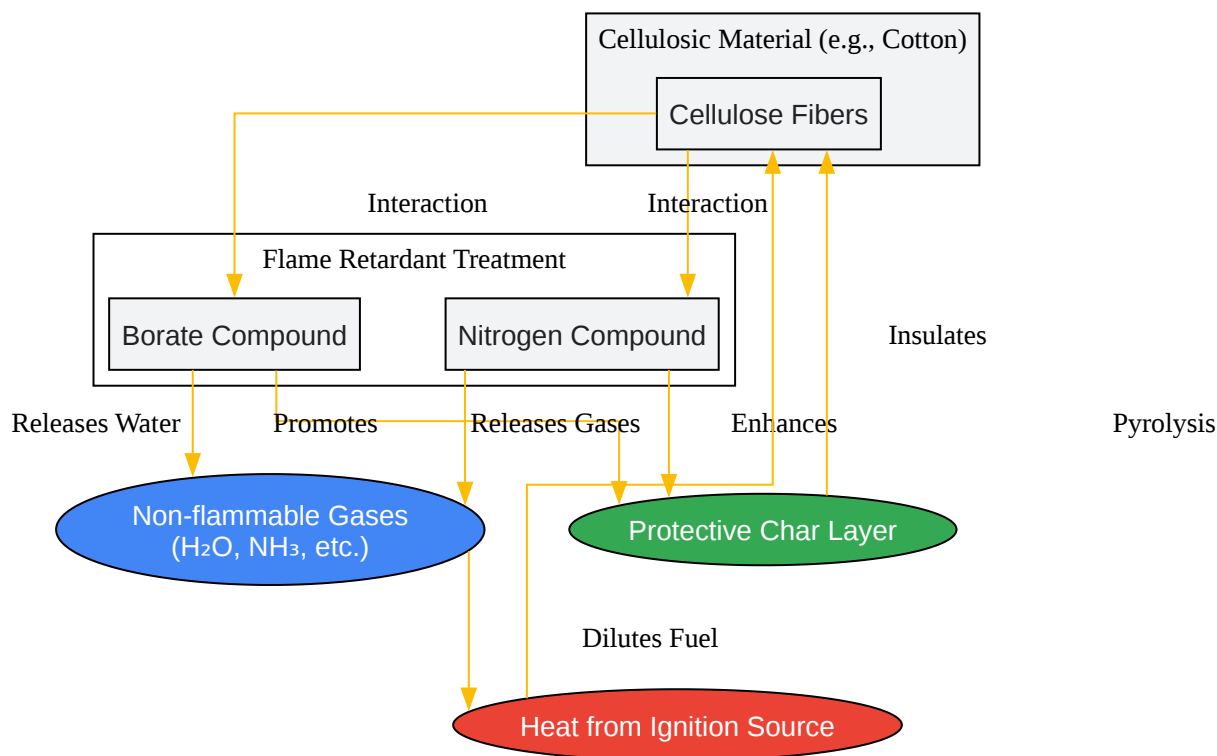 Cellulosic Material (e.g., Cotton)
Cellulose Fibers
Interaction
Interaction
Flame Retardant Treatment
Borate Compound
Nitrogen Compound
Insulates
Releases Water
Promotes
Releases Gases
Enhances
Pyrolysis
Non-flammable Gases
(H₂O, NH₃, etc.)
Protective Char Layer
Dilutes Fuel
Heat from Ignition Source